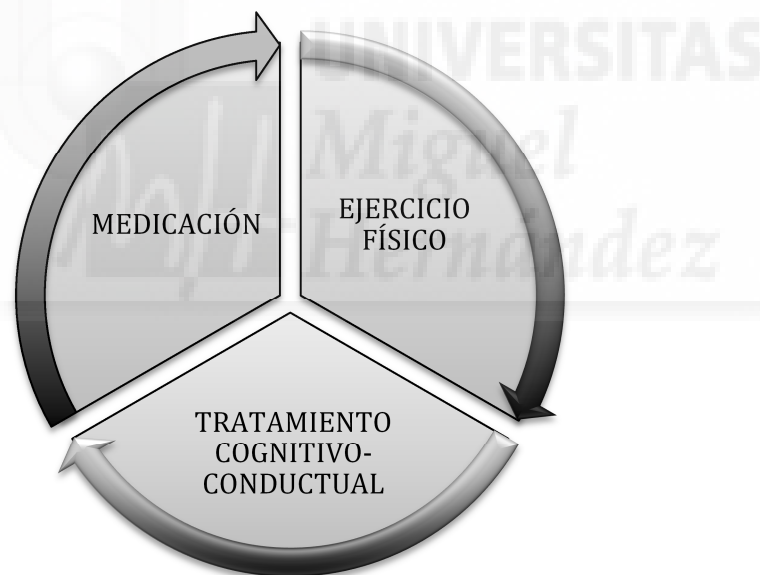 UNIVERSITAS
Miguel
Hernández
MEDICACIÓN
EJERCICIO
FÍSICO
TRATAMIENTO
COGNITIVO-
CONDUCTUAL